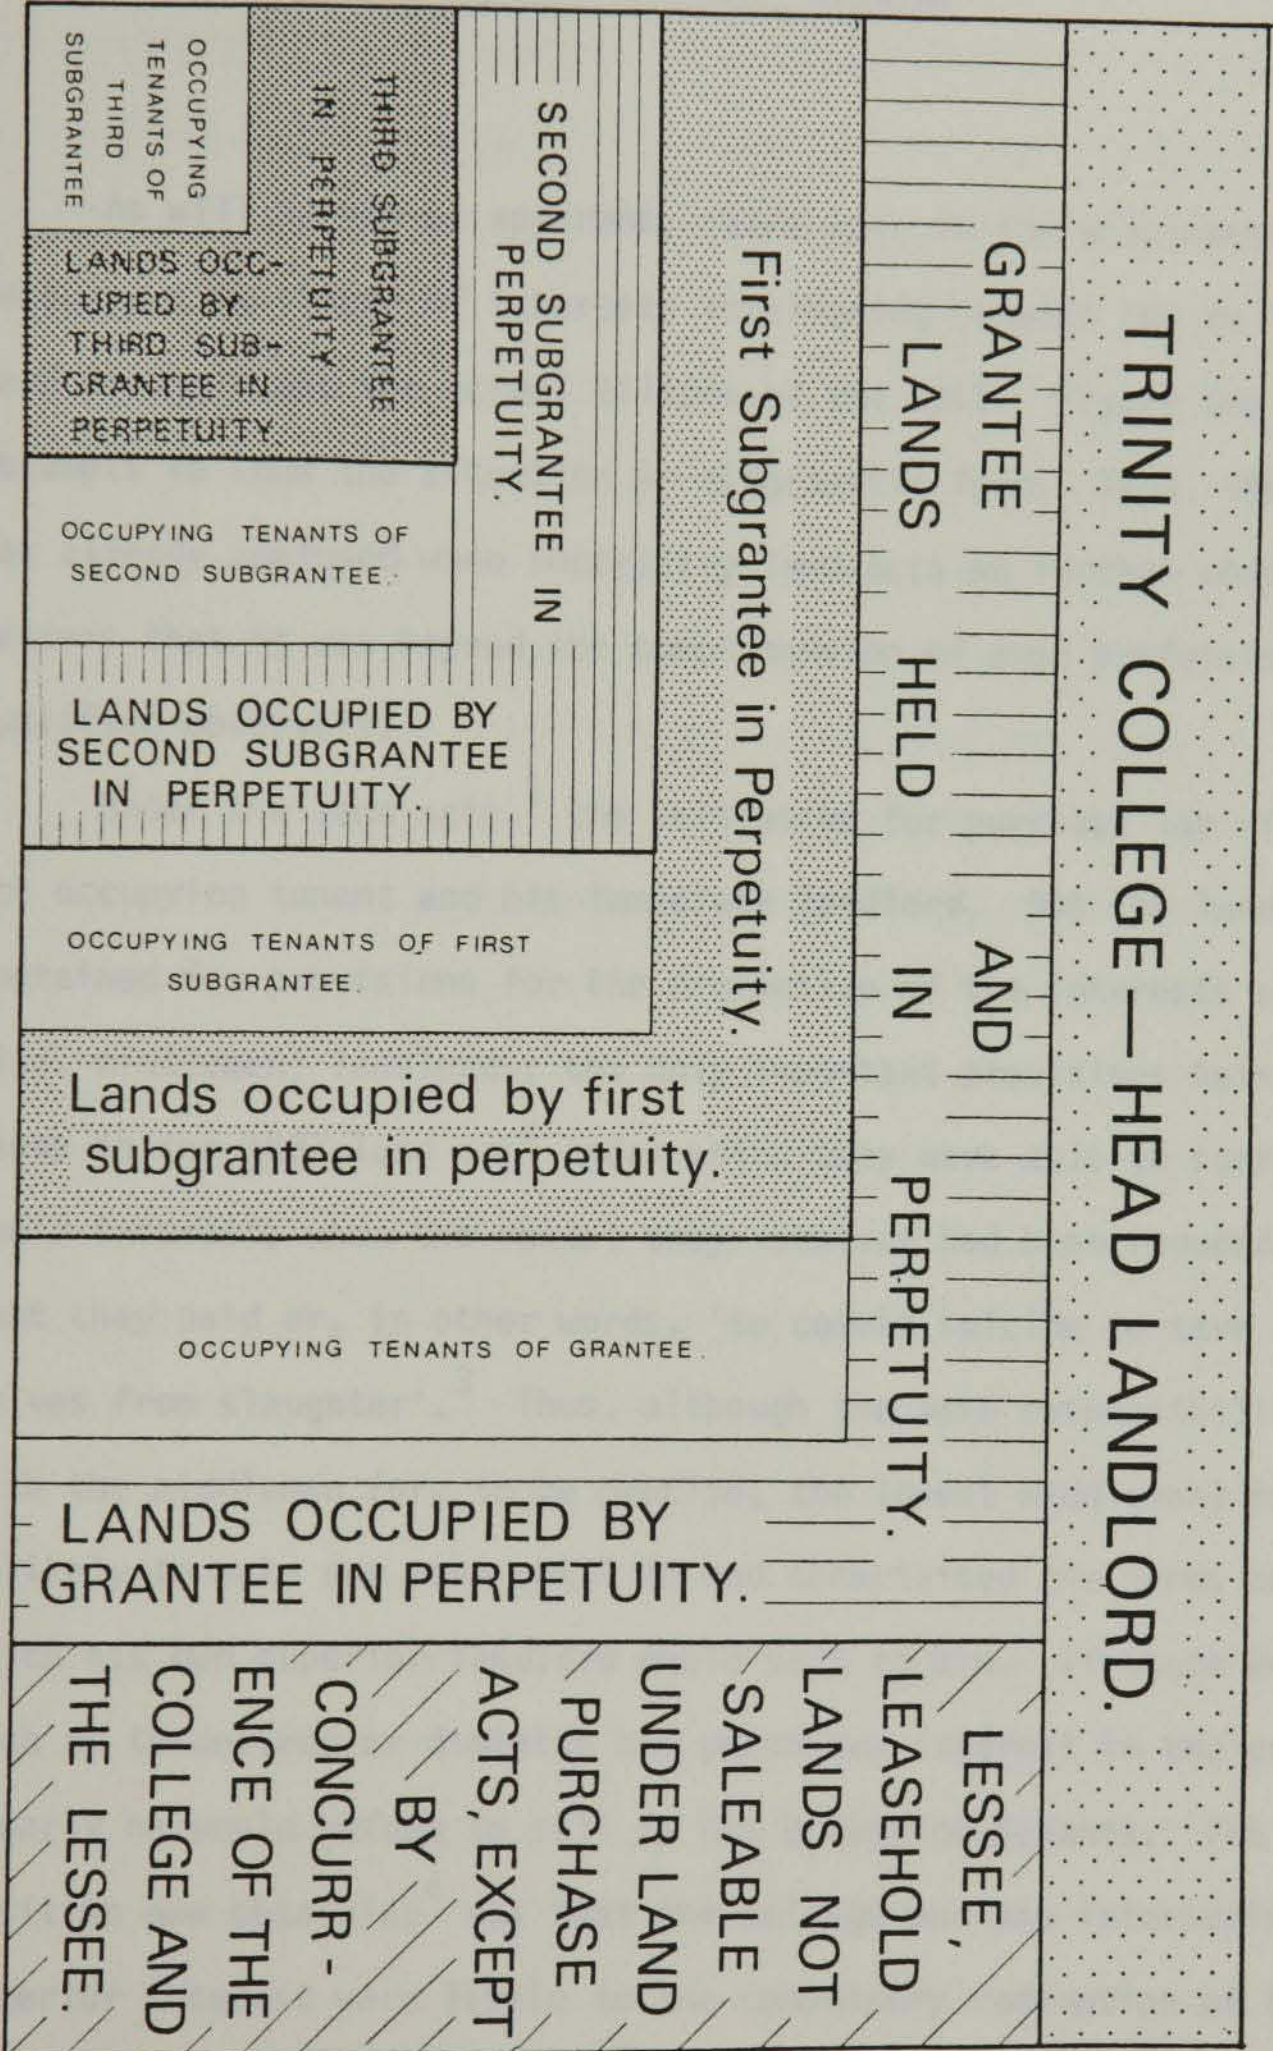 TRINITY COLLEGE — HEAD LANDLORD.
GRANTEE AND
LANDS HELD IN PERPETUITY.
First Subgrantee in Perpetuity.
SECOND SUBGRANTEE IN
PERPETUITY.
THIRD SUBGRANTEE
IN PERPETUITY
OCCUPYING
TENANTS OF
THIRD
SUBGRANTEE
LANDS OCC-
UPIED BY
THIRD SUB-
GRANTEE IN
PERPETUITY
OCCUPYING TENANTS OF
SECOND SUBGRANTEE.
LANDS OCCUPIED BY
SECOND SUBGRANTEE
IN PERPETUITY.
OCCUPYING TENANTS OF FIRST
SUBGRANTEE.
Lands occupied by first
subgrantee in perpetuity.
OCCUPYING TENANTS OF GRANTEE.
LANDS OCCUPIED BY
GRANTEE IN PERPETUITY.
LESSEE,
LEASEHOLD
LANDS NOT
SALEABLE
UNDER LAND
PURCHASE
ACTS, EXCEPT
BY
CONCURR-
ENCE OF THE
COLLEGE AND
THE LESSEE.